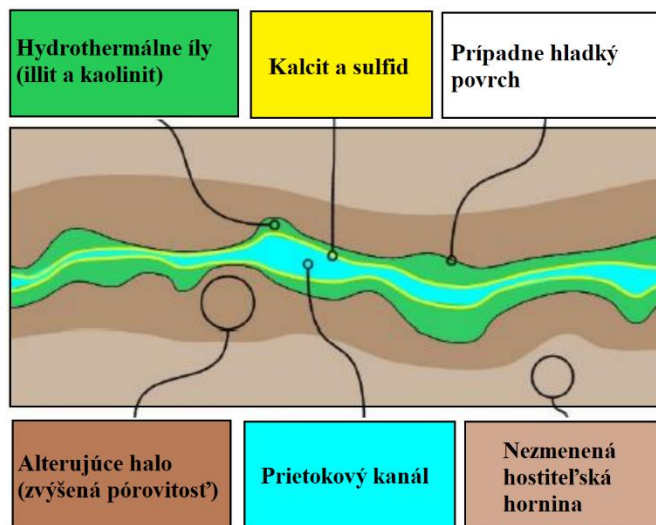 Hydrothermálne íly
(illit a kaolinit)
Kalcit a sulfid
Prípadne hladký
povrch
Alterujúce halo
(zvýšená pórovitosť)
Prietokový kanál
Nezmenená
hostiteľská
hornina